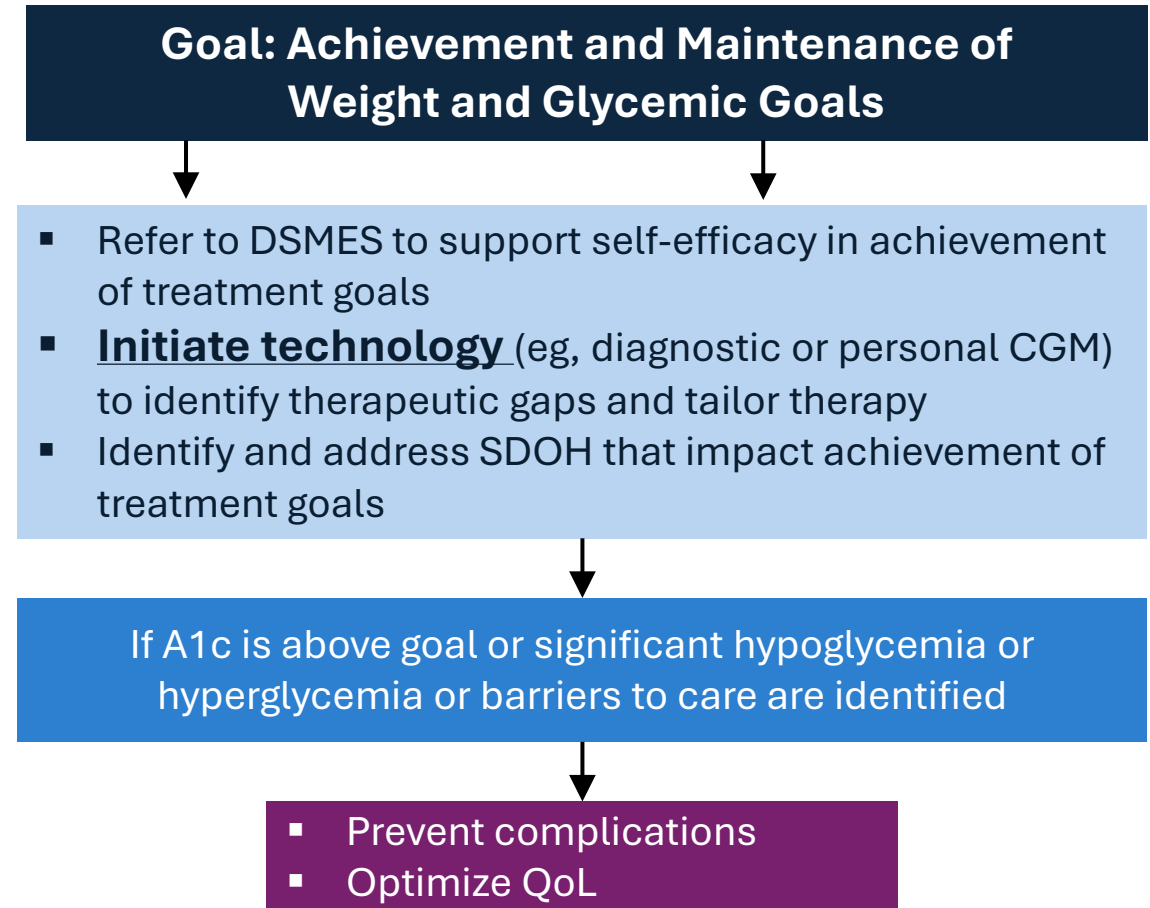 Goal: Achievement and Maintenance of
Weight and Glycemic Goals
▪ Refer to DSMES to support self-efficacy in achievement
of treatment goals
▪ Initiate technology (eg, diagnostic or personal CGM)
to identify therapeutic gaps and tailor therapy
▪ Identify and address SDOH that impact achievement of
treatment goals
If A1c is above goal or significant hypoglycemia or
hyperglycemia or barriers to care are identified
▪ Prevent complications
▪ Optimize QoL